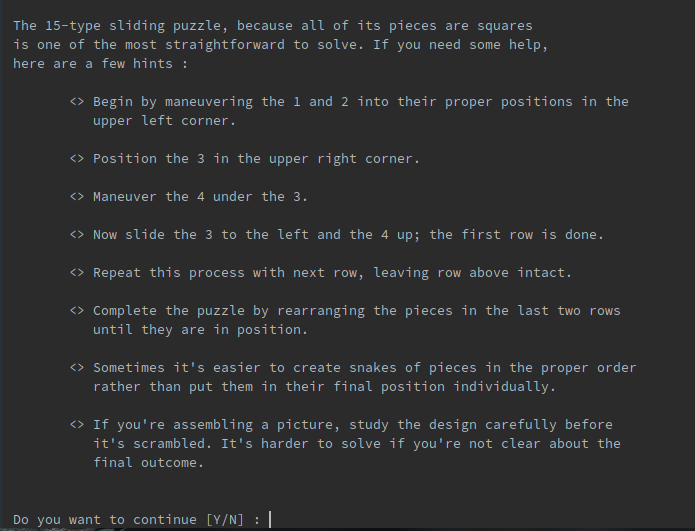 The 15-type sliding puzzle, because all of its pieces are squares
is one of the most straightforward to solve. If you need some help,
here are a few hints :
<> Begin by maneuvering the 1 and 2 into their proper positions in the
upper left corner.
<> Position the 3 in the upper right corner.
<> Maneuver the 4 under the 3.
<> Now slide the 3 to the left and the 4 up; the first row is done.
<> Repeat this process with next row, leaving row above intact.
<> Complete the puzzle by rearranging the pieces in the last two rows
until they are in position.
<> Sometimes it's easier to create snakes of pieces in the proper order
rather than put them in their final position individually.
<> If you're assembling a picture, study the design carefully before
it's scrambled. It's harder to solve if you're not clear about the
final outcome.
Do you want to continue [Y/N] :